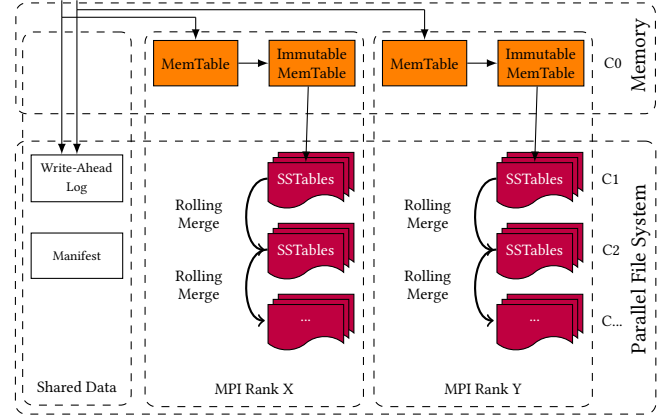 MemTable
Immutable
MemTable
MemTable
Immutable
MemTable
C0
Memory
Write-Ahead
Log
SSTables
SSTables
C1
Rolling
Merge
Rolling
Merge
Manifest
SSTables
SSTables
C2
Rolling
Merge
Rolling
Merge
...
...
C...
Parallel File System
Shared Data
MPI Rank X
MPI Rank Y